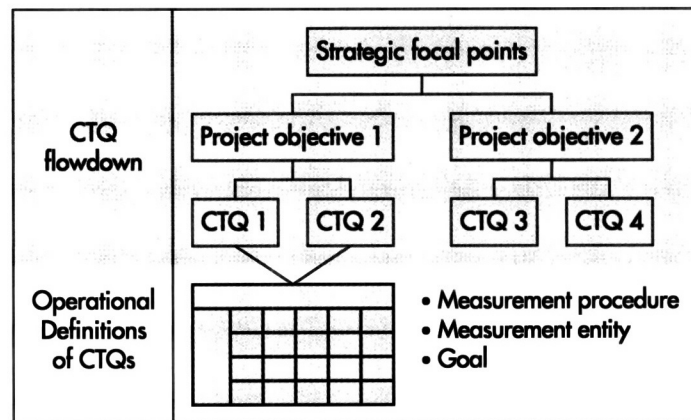 Strategic focal points
CTQ
flowdown
Project objective 1
Project objective 2
CTQ 1
CTQ 2
CTQ 3
CTQ 4
Operational
Definitions
of CTQs
• Measurement procedure
• Measurement entity
• Goal